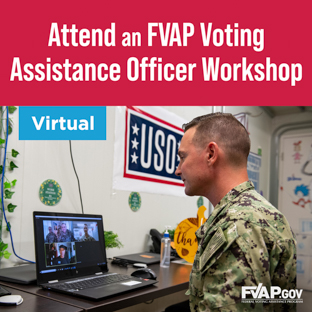 Attend an FVAP Voting
Assistance Officer Workshop
Virtual
USO
FVAP.GOV
FEDERAL VOTING ASSISTANCE PROGRAM